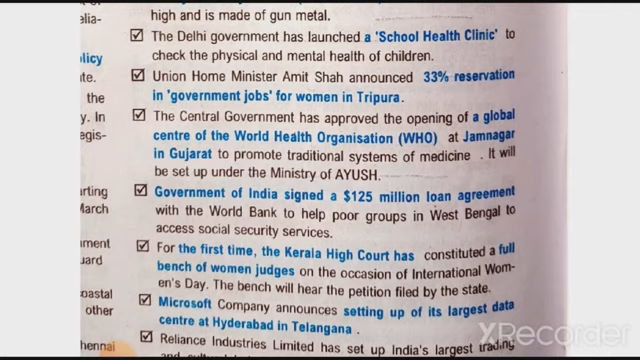 high and is made of gun metal.
elia-
The Delhi government has launched a 'School Health Clinic' to
check the physical and mental health of children.
licy
Union Home Minister Amit Shah announced 33% reservation
te.
in 'government jobs' for women in Tripura.
the
The Central Government has approved the opening of a global
y. In
centre of the World Health Organisation (WHO) at Jamnagar
egis-
in Gujarat to promote traditional systems of medicine . It will
be set up under the Ministry of AYUSH.
arting
Government of India signed a $125 million loan agreement
March
with the World Bank to help poor groups in West Bengal to
access social security services.
nment
For the first time, the Kerala High Court has constituted a full
uard
bench of women judges on the occasion of International Wom-
en's Day. The bench will hear the petition filed by the state.
oastal
Microsoft Company announces setting up of its largest data
other
centre at Hyderabad in Telangana .
hennai
Reliance Industries Limited has set up India's largest trading
XRecorder